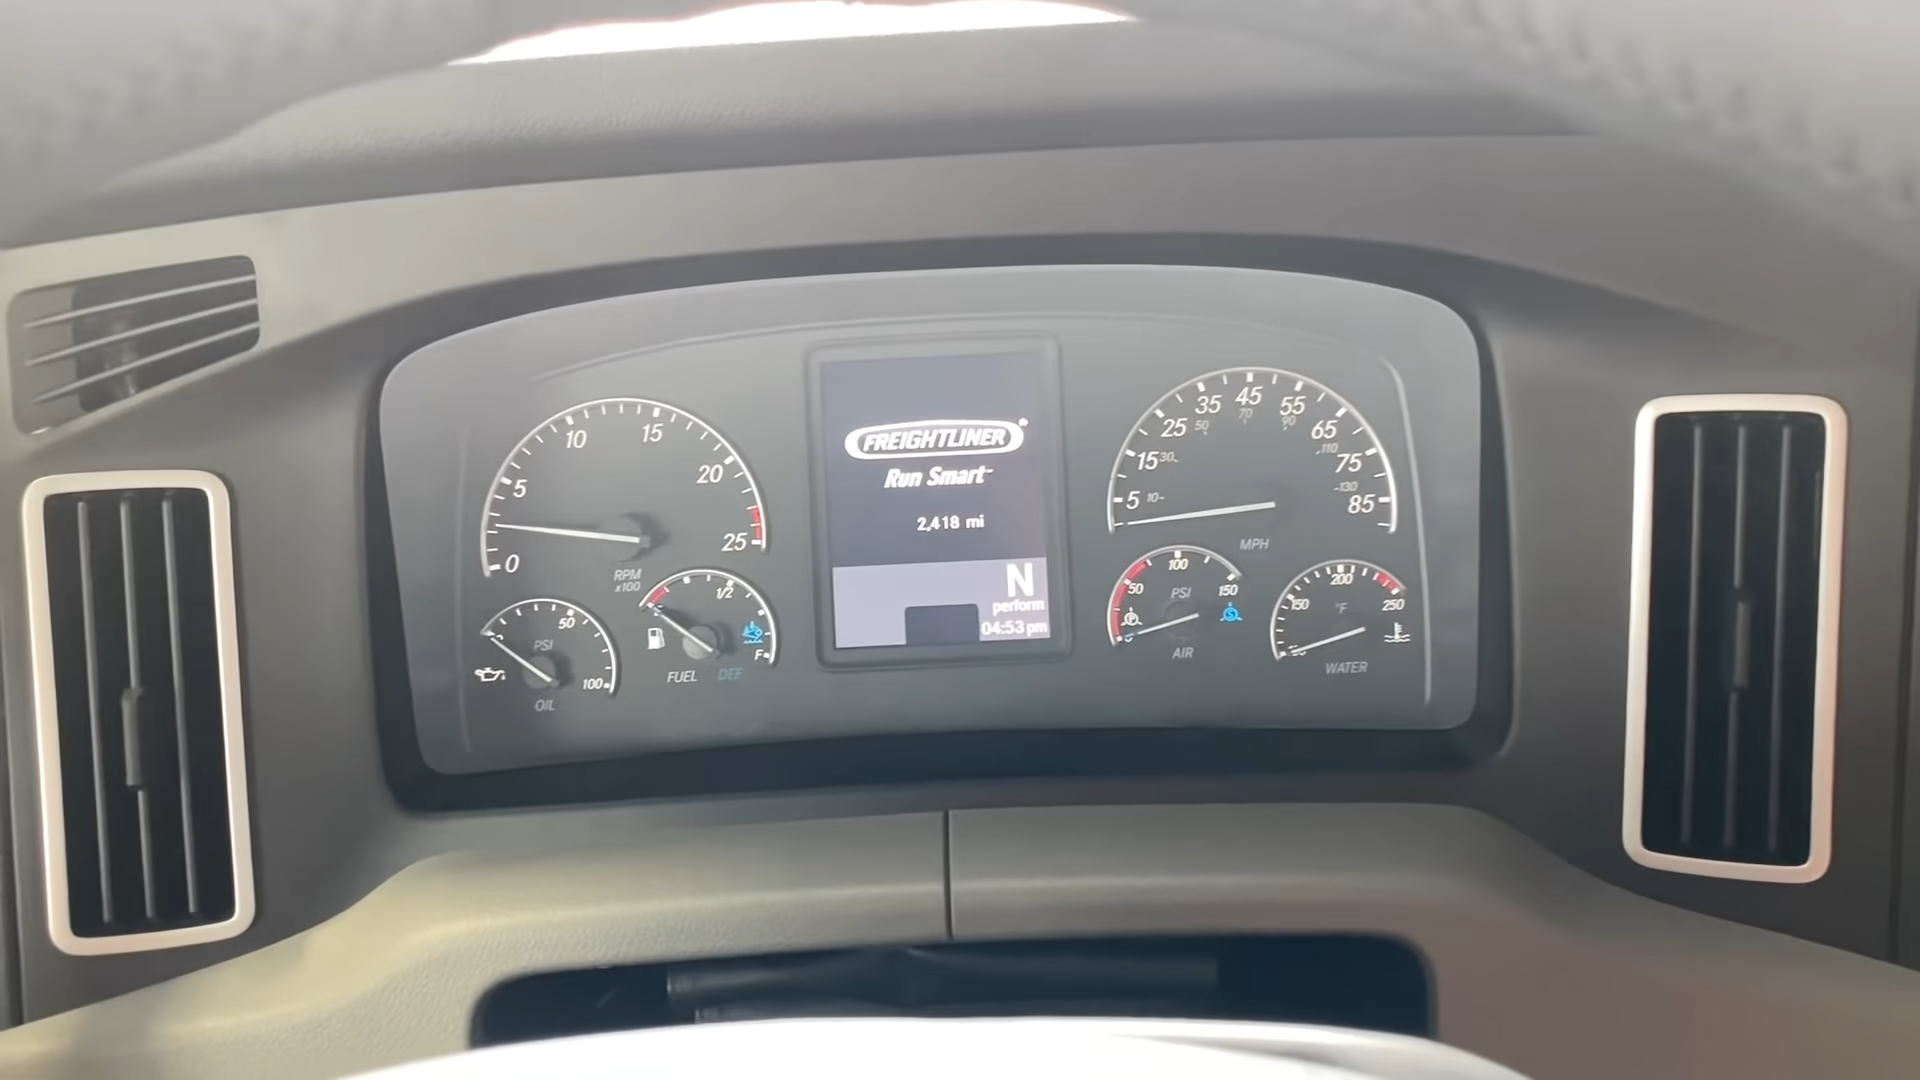 0
5
10
15
20
25
RPM
x100
50
PSI
100
OIL
1/2
F
FUEL DEF
FREIGHTLINER®
Run Smart
2,418 mi
N
perform
04:53 pm
5
15
25
35
45
55
65
75
85
10
30
50
70
90
110
130
MPH
50
100
150
PSI
AIR
150
200
250
°F
WATER